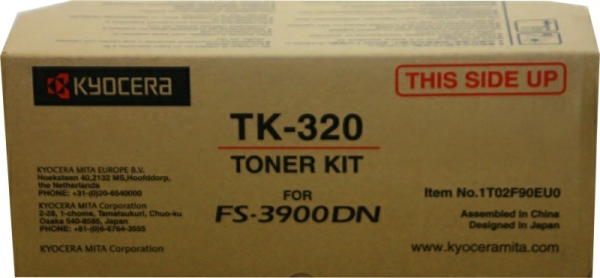 KYOCERA
THIS SIDE UP
TK-320
TONER KIT
FOR
FS-3900DN
KYOCERA MITA EUROPE B.V.
Hoeksteen 40,2132 MS,Hoofddorp,
the Netherlands
PHONE: +31-(0)20-6540000
KYOCERA MITA CORPORATION
2-28, 1-chome, Tamatsukuri, Chuo-ku
Osaka 540-8585, Japan
PHONE: +81-(0)6-6764-3555
Item No.1T02F90EU0
Assembled in China
Designed in Japan
www.kyoceramita.com